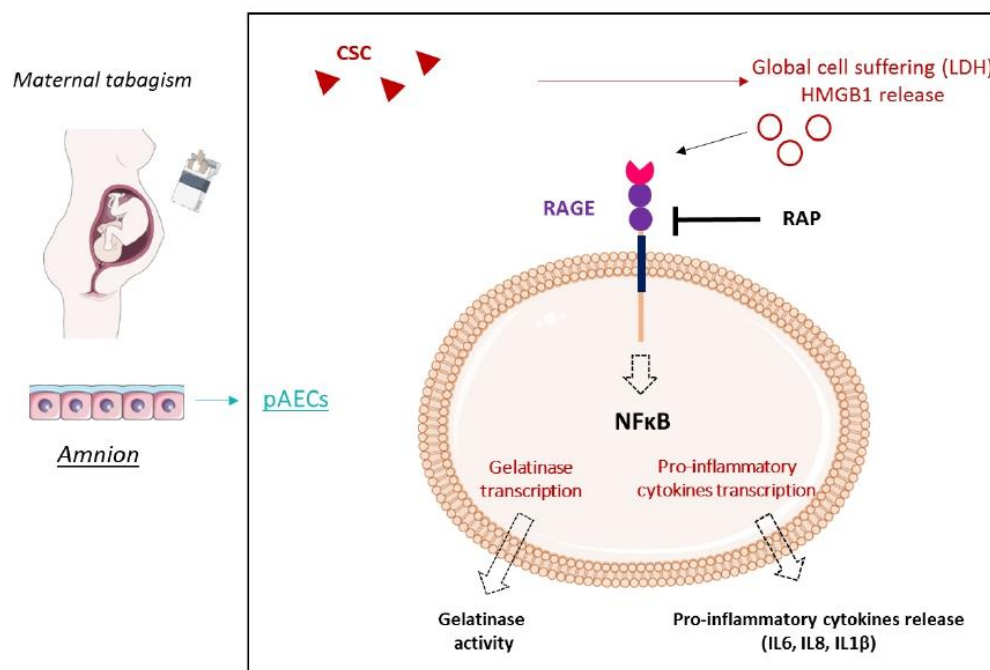 Maternal tabagism
CSC
Global cell suffering (LDH)
HMGB1 release
RAGE
RAP
pAECs
Amnion
NFκB
Gelatinase
transcription
Pro-inflammatory
cytokines transcription
Gelatinase
activity
Pro-inflammatory cytokines release
(IL6, IL8, IL1β)